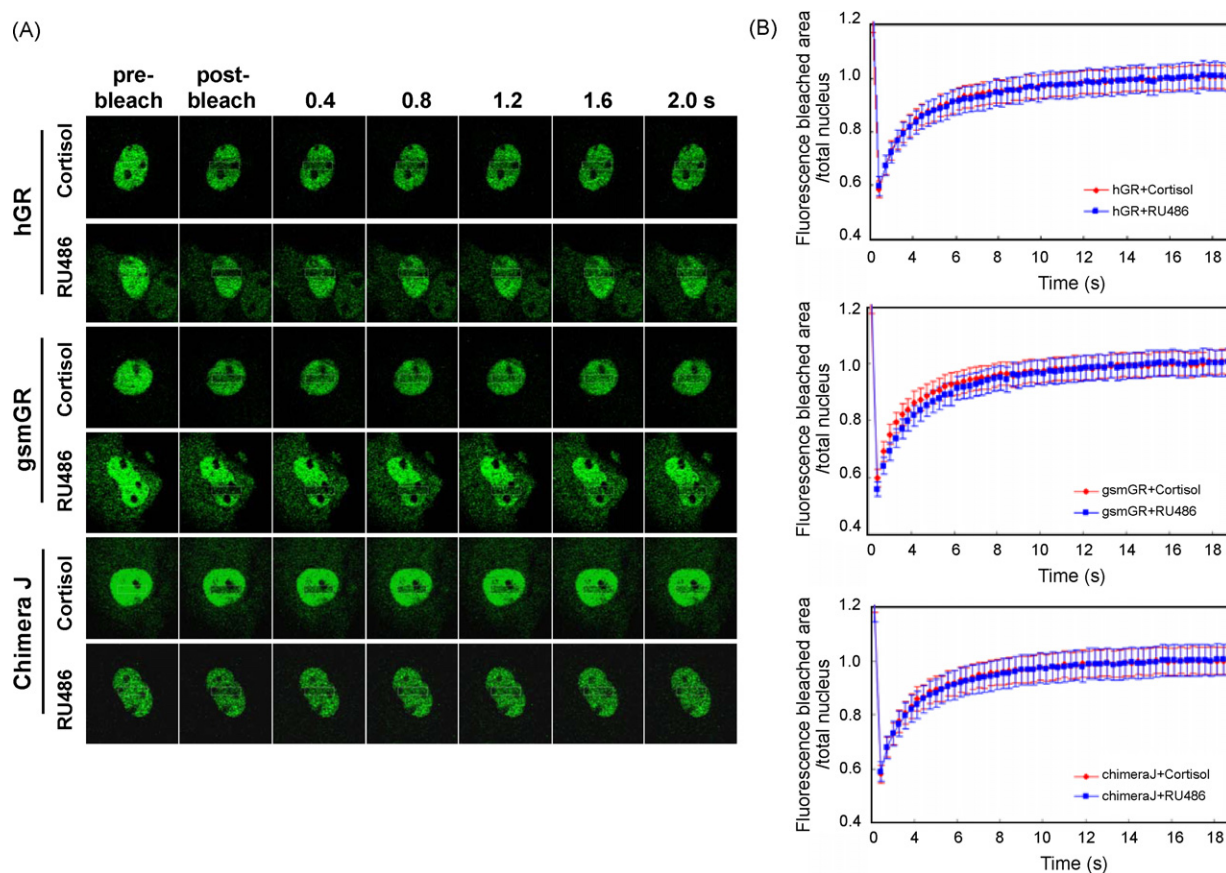 (A)
pre-
bleach
post-
bleach
0.4
0.8
1.2
1.6
2.0 s
hGR
Cortisol
RU486
gsmGR
Cortisol
RU486
Chimera J
Cortisol
RU486
(B)
Fluorescence bleached area
/total nucleus
1.2
1.0
0.8
0.6
0.4
hGR+Cortisol
hGR+RU486
0 4 6 8 10 12 14 16 18
Time (s)
Fluorescence bleached area
/total nucleus
1.2
1.0
0.8
0.6
0.4
gsmGR+Cortisol
gsmGR+RU486
0 4 6 8 10 12 14 16 18
Time (s)
Fluorescence bleached area
/total nucleus
1.2
1.0
0.8
0.6
0.4
chimeraJ+Cortisol
chimeraJ+RU486
0 4 6 8 10 12 14 16 18
Time (s)